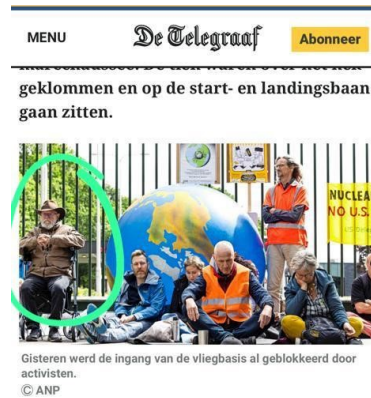 MENU
De Telegraaf
Abonneer
geklommen en op de start- en landingsbaan
gaan zitten.
NUCLEA
NO U.S.
Gisteren werd de ingang van de vliegbasis al geblokkeerd door
activisten.
© ANP